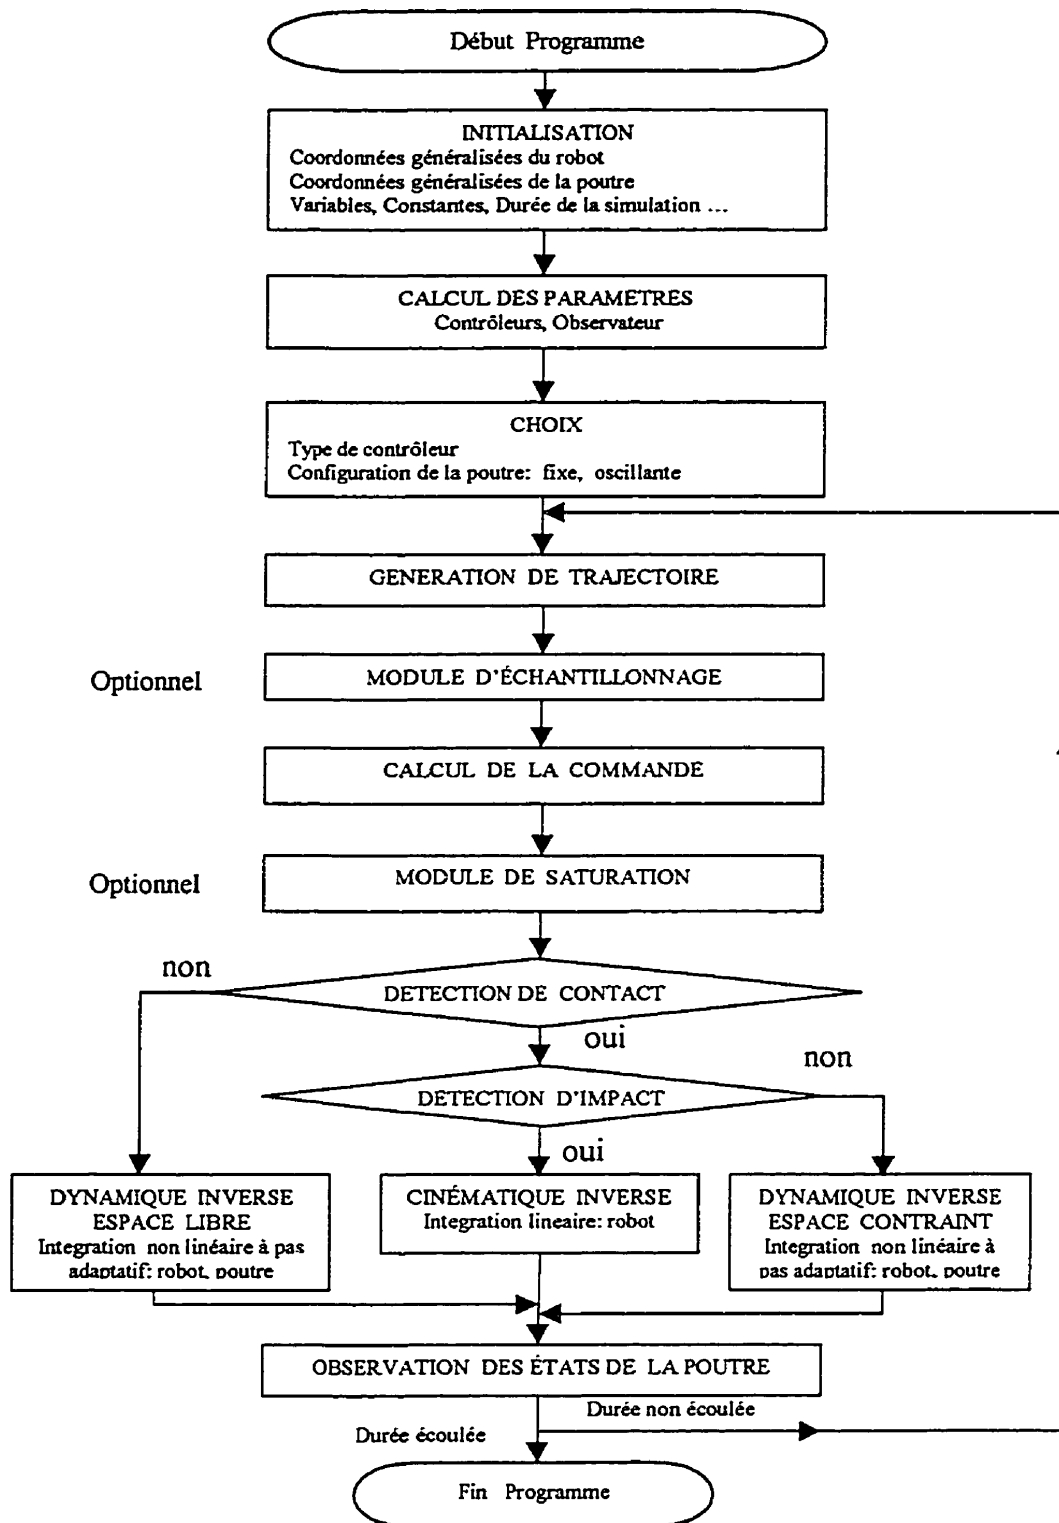 Début Programme
INITIALISATION
Coordonnées généralisées du robot
Coordonnées généralisées de la poutre
Variables, Constantes, Durée de la simulation ...
CALCUL DES PARAMETRES
Contrôleurs, Observateur
CHOIX
Type de contrôleur
Configuration de la poutre: fixe, oscillante
GENERATION DE TRAJECTOIRE
Optionnel
MODULE D'ÉCHANTILLONNAGE
CALCUL DE LA COMMANDE
Optionnel
MODULE DE SATURATION
non
DETECTION DE CONTACT
oui
non
DETECTION D'IMPACT
oui
DYNAMIQUE INVERSE
ESPACE LIBRE
Integration non linéaire à pas
adaptatif: robot, poutre
CINÉMATIQUE INVERSE
Integration lineaire: robot
DYNAMIQUE INVERSE
ESPACE CONTRAINT
Integration non linéaire à
pas adaptatif: robot, poutre
OBSERVATION DES ÉTATS DE LA POUTRE
Durée non écoulée
Durée écoulée
Fin Programme